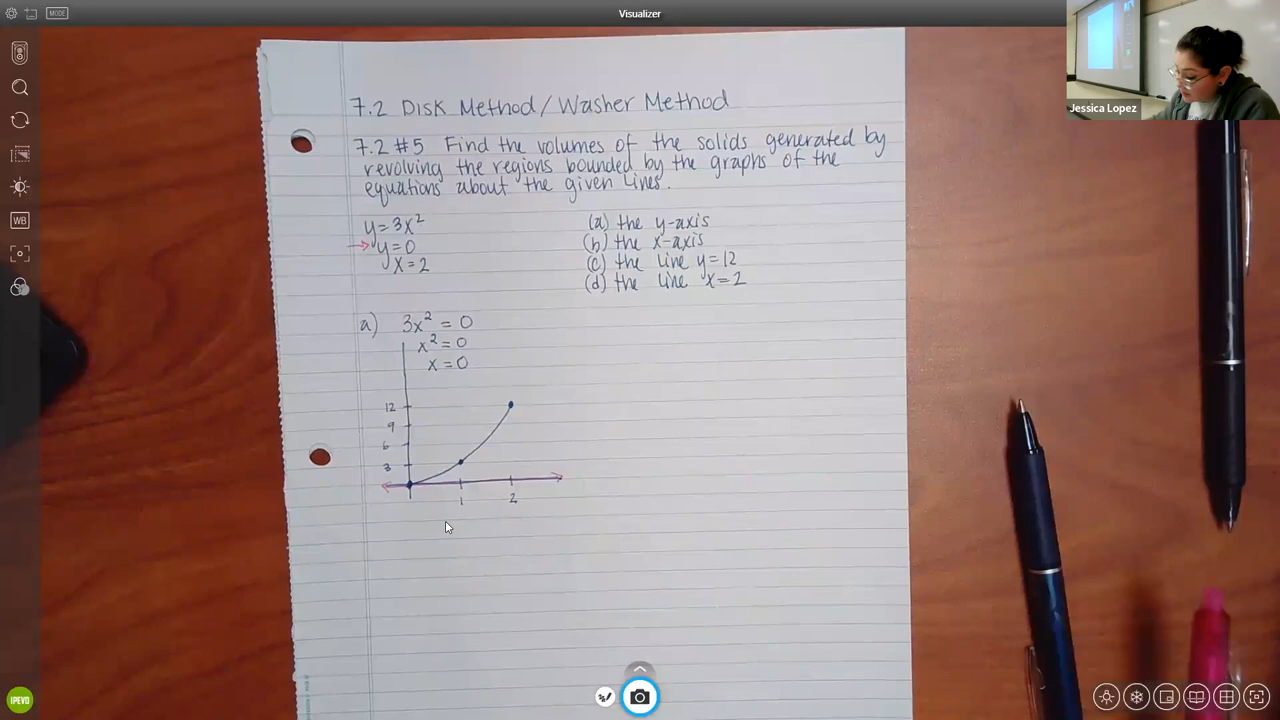 MODE
Visualizer
Jessica Lopez
WB
7.2 Disk Method/Washer Method
7.2 #5 Find the volumes of the solids generated by
revolving the regions bounded by the graphs of the
equations about the given lines.
y=3x²
→ y=0
x=2
(a) the y-axis
(b) the x-axis
(c) the line y=12
(d) the line x=2
a) 3x² = 0
x² = 0
x = 0
12
9
6
3
1 2
IPEVO